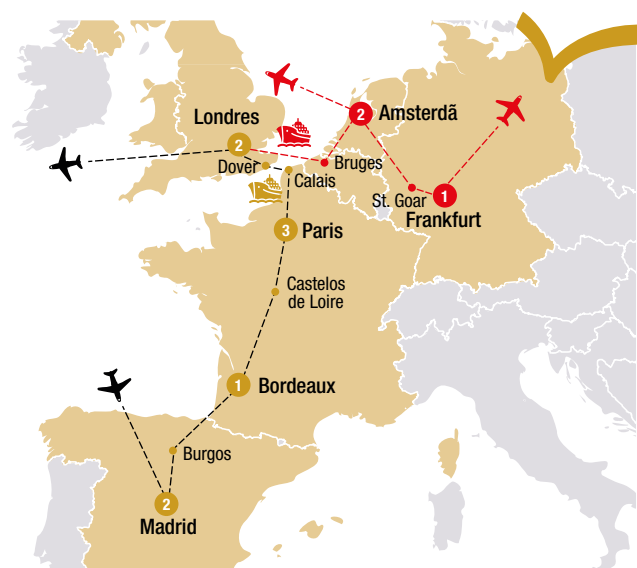 Londres
2
Dover
Calais
2
Amsterdã
Bruges
St. Goar
1
Frankfurt
3
Paris
Castelos
de Loire
1
Bordeaux
Burgos
2
Madrid